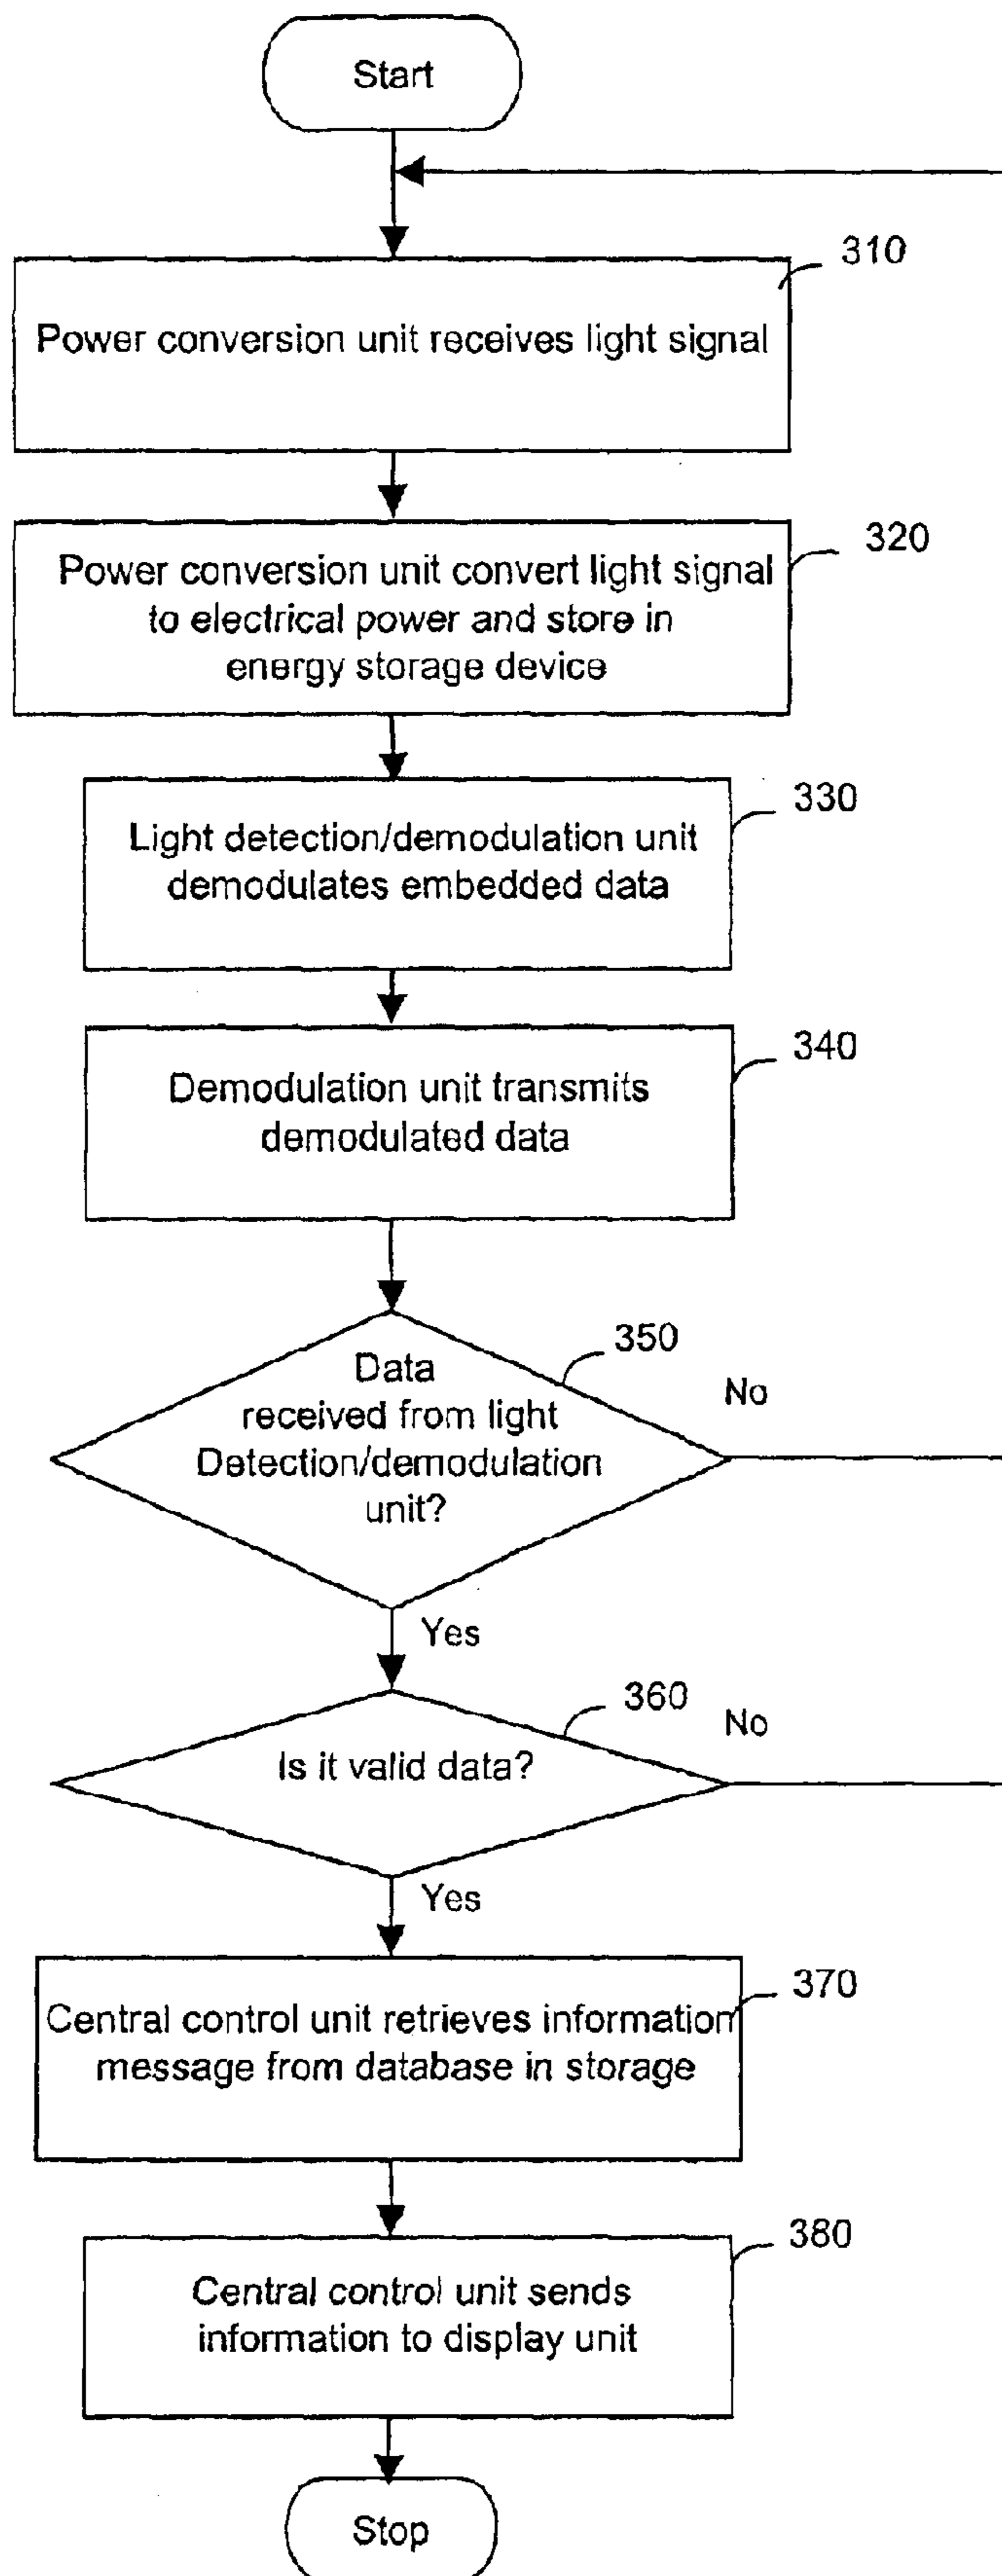 Start
310
Power conversion unit receives light signal
320
Power conversion unit convert light signal
to electrical power and store in
energy storage device
330
Light detection/demodulation unit
demodulates embedded data
340
Demodulation unit transmits
demodulated data
350
Data
received from light
Detection/demodulation
unit?
No
Yes
360
Is it valid data?
No
Yes
370
Central control unit retrieves information
message from database in storage
380
Central control unit sends
information to display unit
Stop